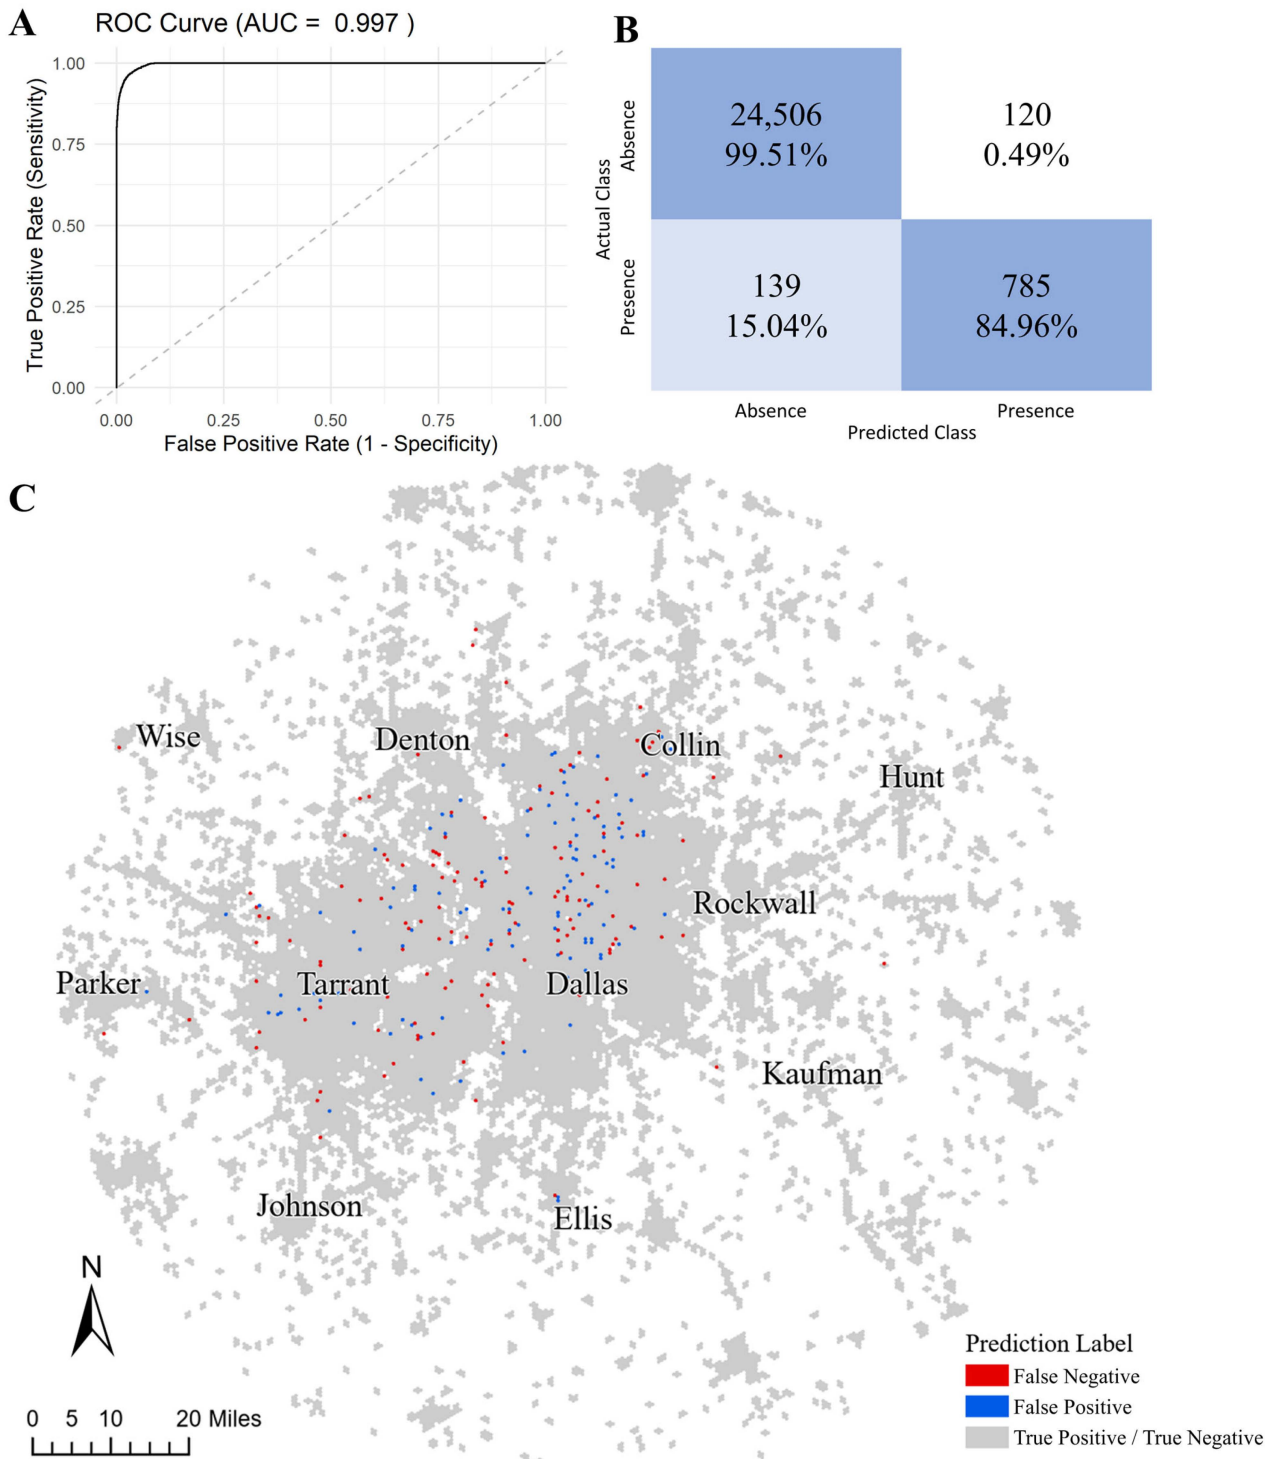 A
ROC Curve (AUC =  0.997 )
True Positive Rate (Sensitivity)
1.00
0.75
0.50
0.25
0.00
0.00 0.25 0.50 0.75 1.00
False Positive Rate (1 - Specificity)
B
Actual Class
Absence
Presence
24,506
99.51%
120
0.49%
139
15.04%
785
84.96%
Absence Presence
Predicted Class
C
Wise
Denton
Collin
Hunt
Rockwall
Parker
Tarrant
Dallas
Kaufman
Johnson
Ellis
N
0 5 10 20 Miles
Prediction Label
False Negative
False Positive
True Positive / True Negative